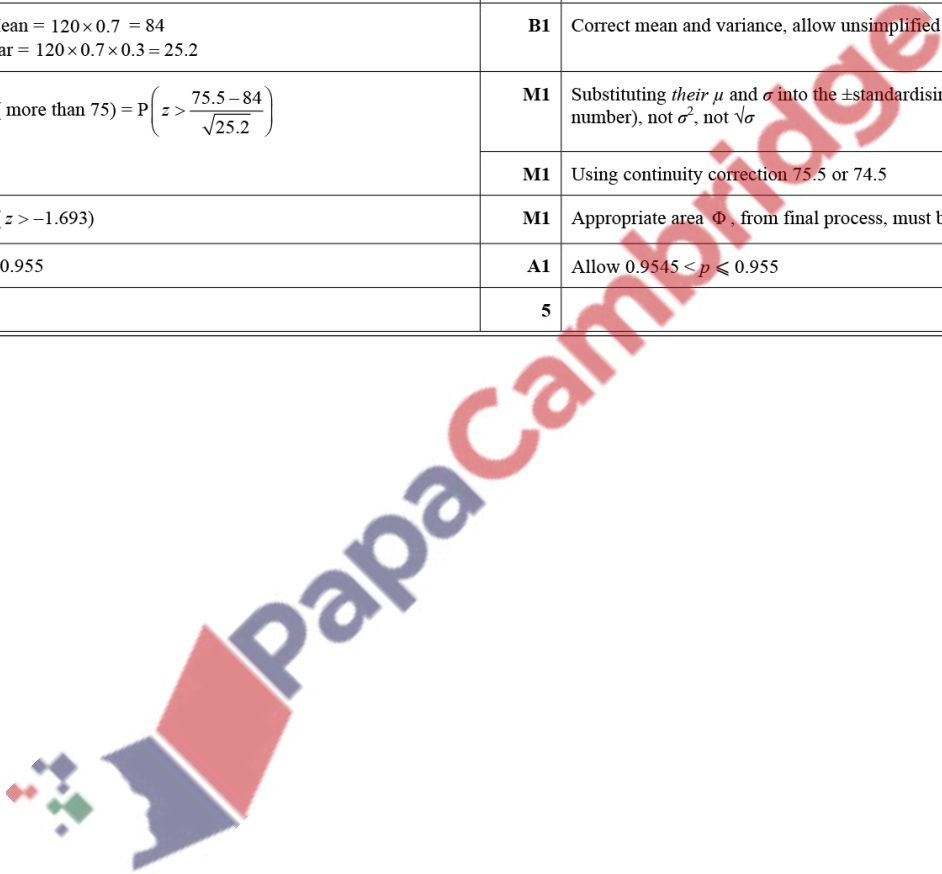 ean = 120 × 0.7 = 84
ar = 120 × 0.7 × 0.3 = 25.2
B1
Correct mean and variance, allow unsimplified
more than 75) = P(z > (75.5 – 84)/√25.2)
M1
Substituting their μ and σ into the ±standardisin
number), not σ², not √σ
M1
Using continuity correction 75.5 or 74.5
z > –1.693)
M1
Appropriate area Φ, from final process, must b
0.955
A1
Allow 0.9545 < p ⩽ 0.955
5
PapaCambridge